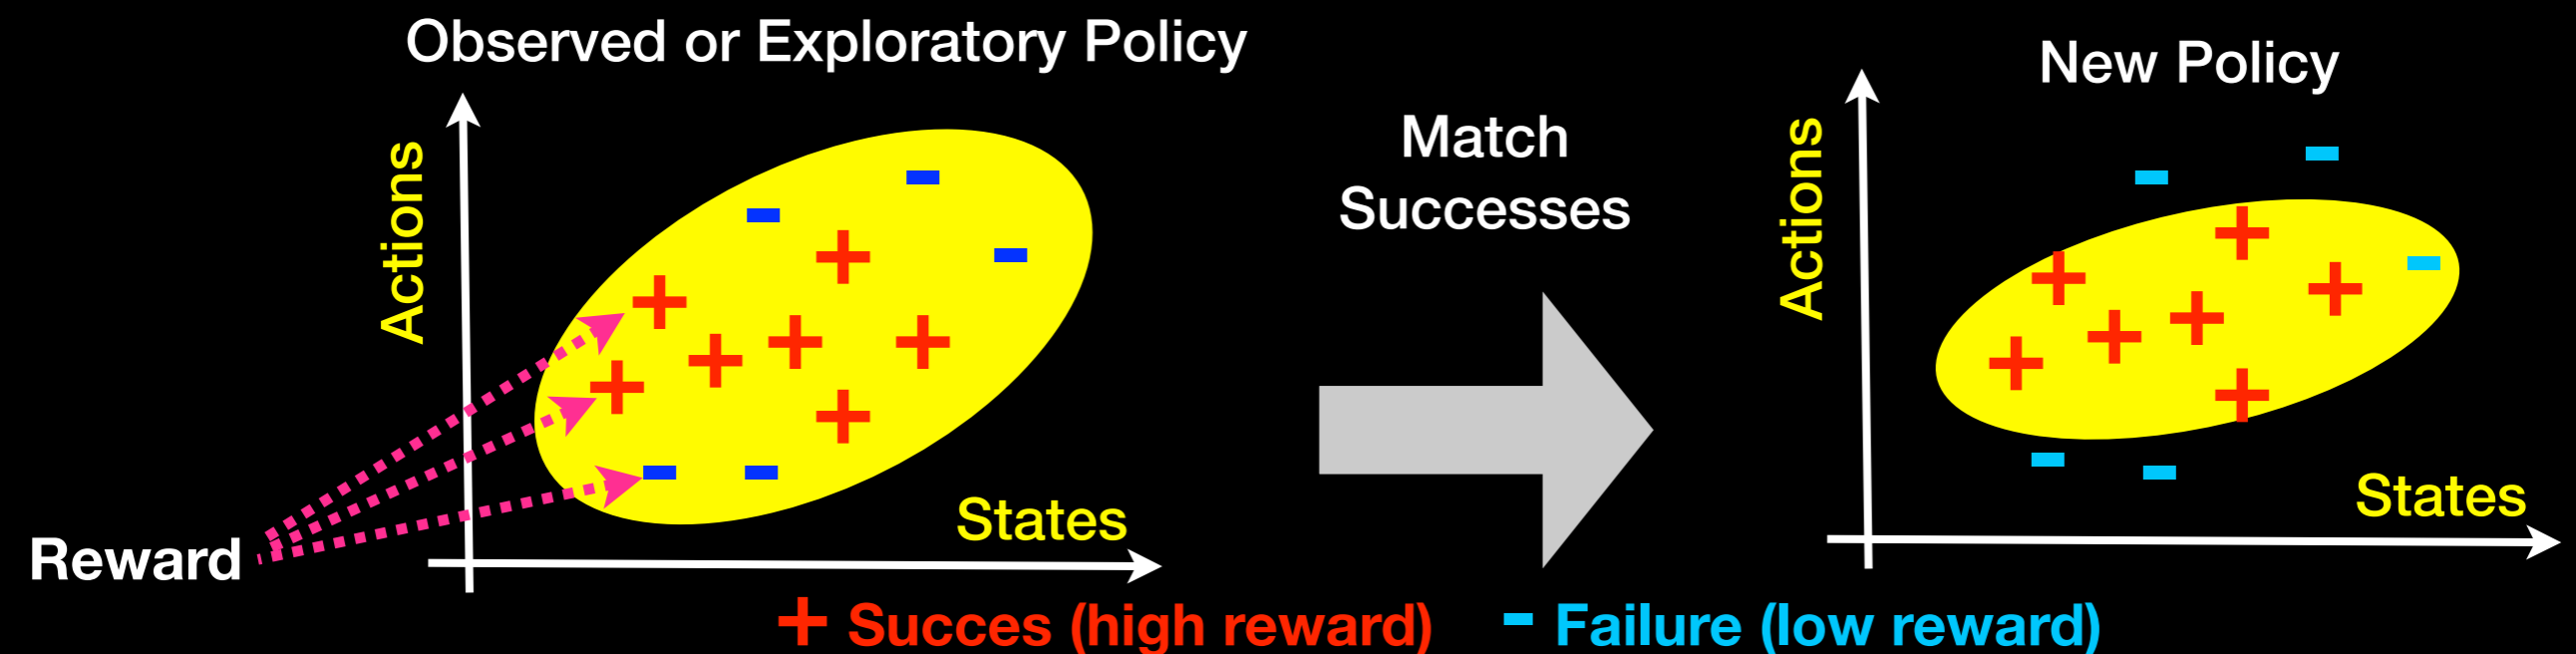 Observed or Exploratory Policy
Actions
States
Reward
Match
Successes
New Policy
Actions
States
+ Succes (high reward)
- Failure (low reward)